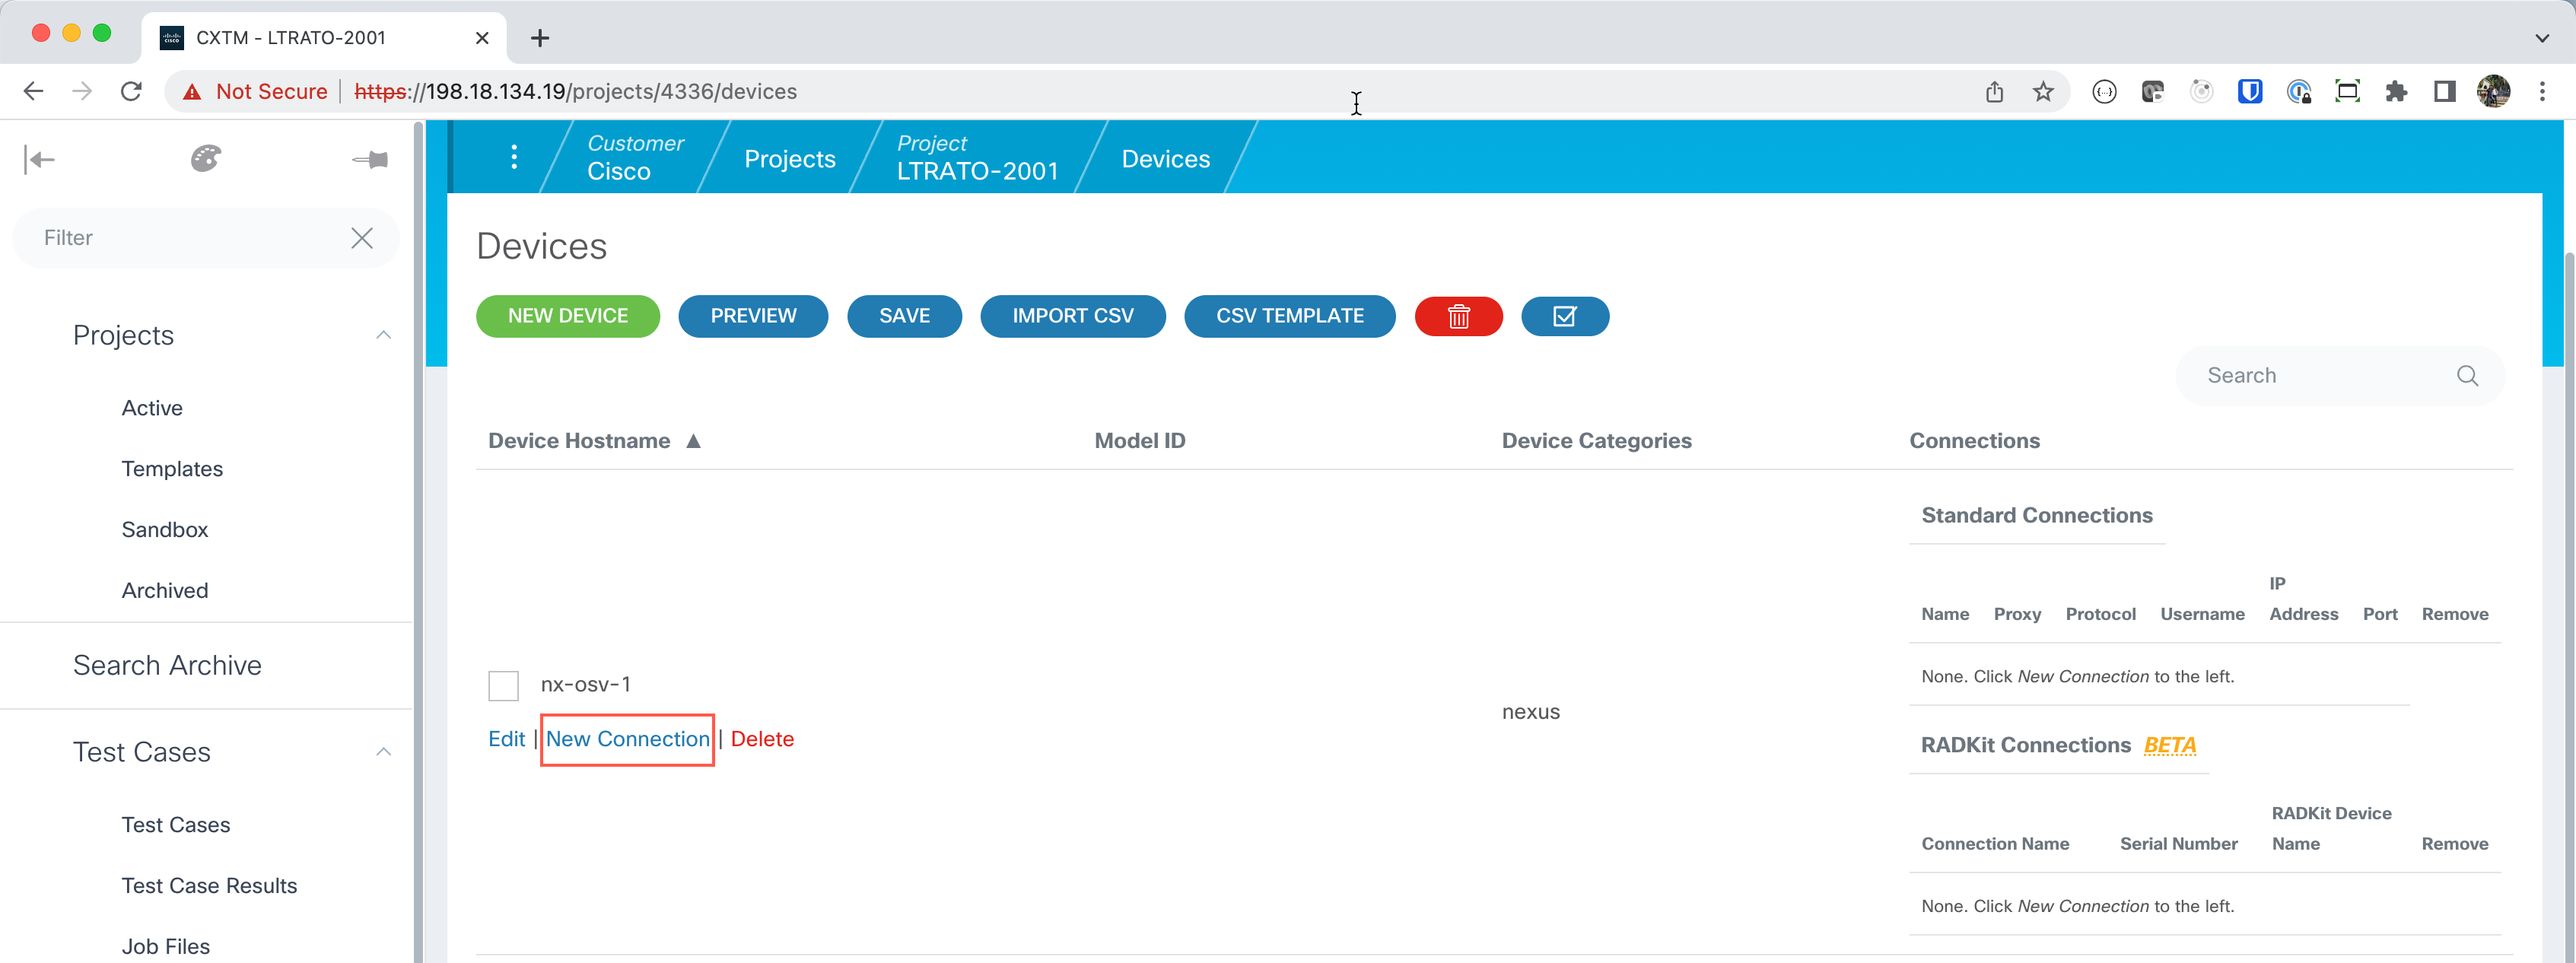 CXTM - LTRATO-2001
Not Secure | https://198.18.134.19/projects/4336/devices
Customer
Cisco
Projects
Project
LTRATO-2001
Devices
Filter
Projects
Active
Templates
Sandbox
Archived
Search Archive
Test Cases
Test Cases
Test Case Results
Job Files
Devices
NEW DEVICE PREVIEW SAVE IMPORT CSV CSV TEMPLATE
Search
Device Hostname ▲ Model ID Device Categories Connections
nx-osv-1
Edit | New Connection | Delete
nexus
Standard Connections
Name Proxy Protocol Username IP Address Port Remove
None. Click New Connection to the left.
RADKit Connections BETA
Connection Name Serial Number RADKit Device Name Remove
None. Click New Connection to the left.